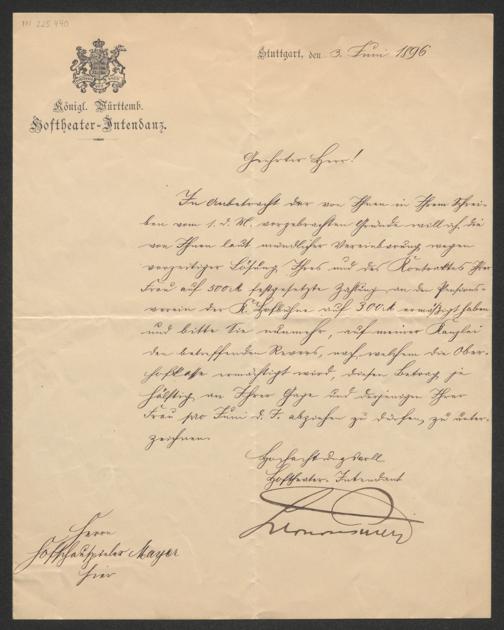 IN 225.440
Stuttgart, den 3. Juni 1896
Königl. Württemb.
Hoftheater-Intendanz.
Geehrter Herr!
In Anbetracht der von Ihnen in Ihrem Schrei-
ben vom 1. d. M. vorgebrachten Gründe will ich die
von Ihnen laut mündlicher Vereinbarung wegen
vorzeitiger Lösung Ihres und des Kontraktes Ihrer
Frau auf 500 M festgesetzte Zahlung an den Pensions-
verein der K. Hofbühne auf 300 M ermäßigt haben
und bitte Sie nunmehr, auf meiner Kanzlei
den betreffenden Revers, nach welchem die Ober-
hofkasse ermächtigt wird, diesen Betrag je
hälftig an Ihrer Gage und derjenigen Ihrer
Frau pro Juni d. J. abziehen zu dürfen, zu unter-
zeichnen.
Hochachtungsvoll
Hoftheater-Intendant
Herrn
Hofschauspieler Mayer
hier